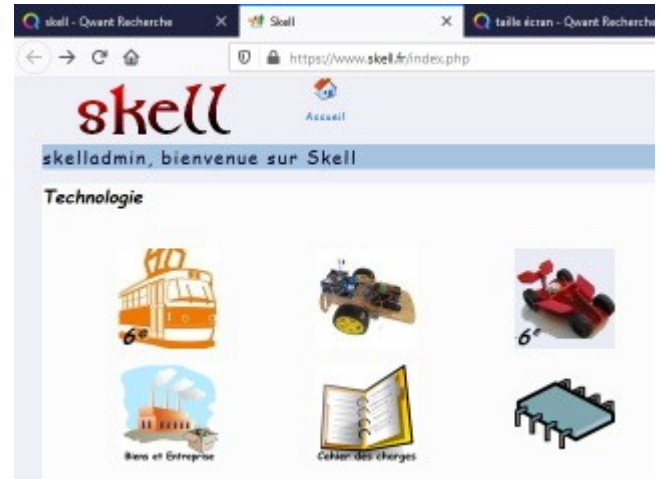 skell - Qwant Recherche
Skell
taille écran - Qwant Recherche
https://www.skell.fr/index.php
skell
Accueil
skelladmin, bienvenue sur Skell
Technologie
6e
6e
Biens et Entreprise
Cahier des charges